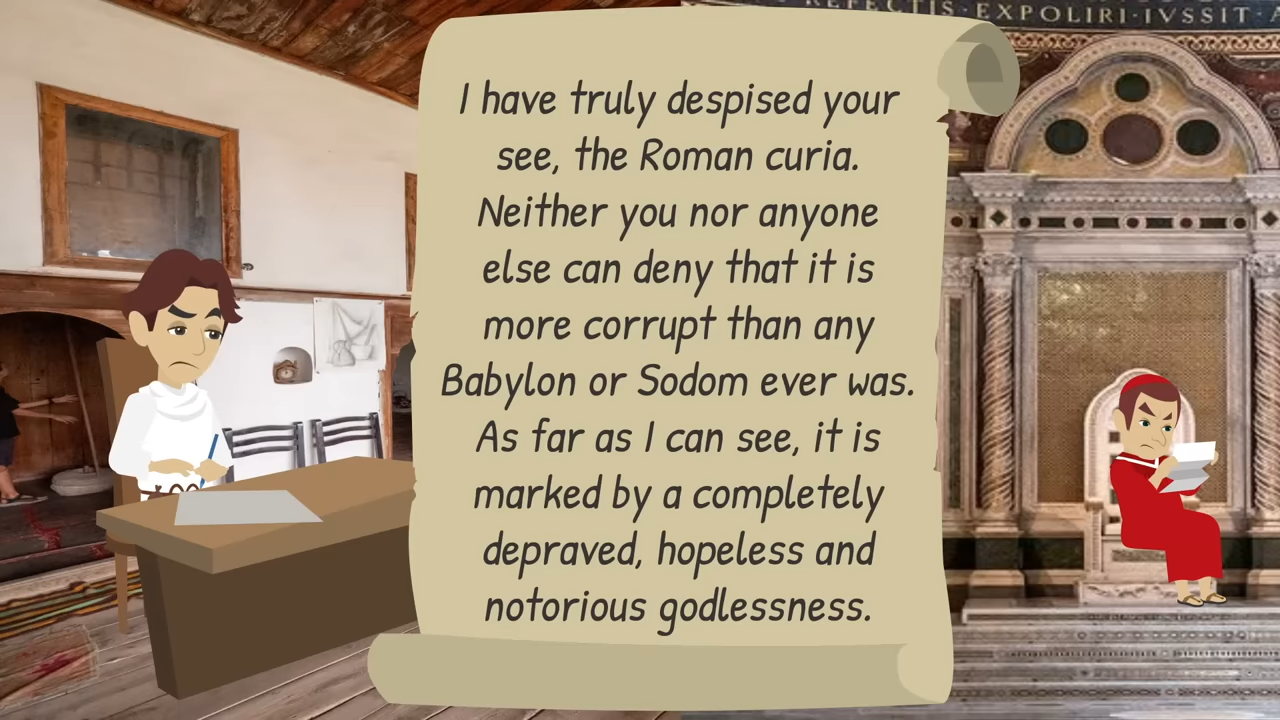 REFECTIS · EXPOLIRI · IVSSIT ·
I have truly despised your
see, the Roman curia.
Neither you nor anyone
else can deny that it is
more corrupt than any
Babylon or Sodom ever was.
As far as I can see, it is
marked by a completely
depraved, hopeless and
notorious godlessness.